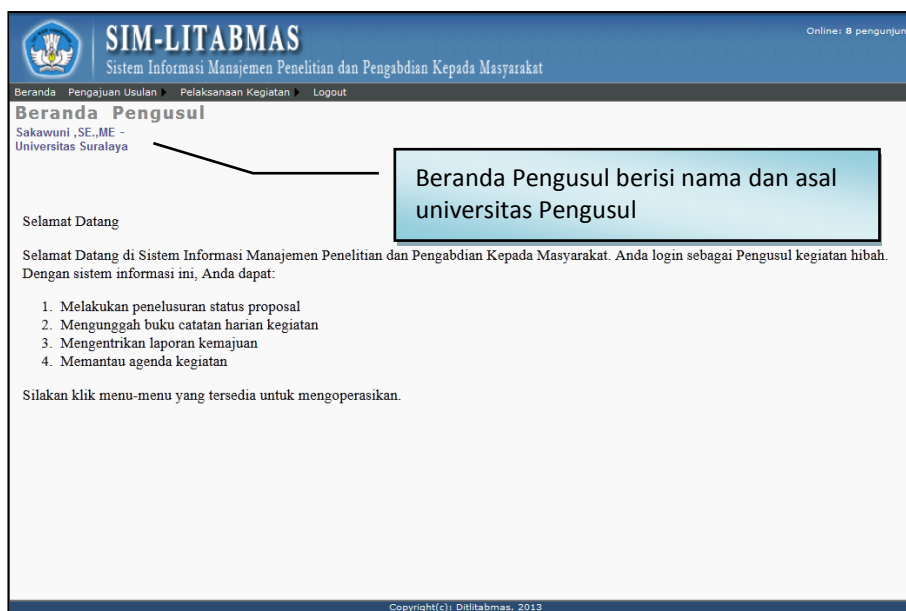 SIM-LITABMAS
Online: 8 pengunjun
Sistem Informasi Manajemen Penelitian dan Pengabdian Kepada Masyarakat
Beranda Pengajuan Usulan Pelaksanaan Kegiatan Logout
Beranda Pengusul
Sakawuni ,SE.,ME -
Universitas Suralaya
Beranda Pengusul berisi nama dan asal
universitas Pengusul
Selamat Datang
Selamat Datang di Sistem Informasi Manajemen Penelitian dan Pengabdian Kepada Masyarakat. Anda login sebagai Pengusul kegiatan hibah.
Dengan sistem informasi ini, Anda dapat:
1. Melakukan penelusuran status proposal
2. Mengunggah buku catatan harian kegiatan
3. Mengentrikan laporan kemajuan
4. Memantau agenda kegiatan
Silakan klik menu-menu yang tersedia untuk mengoperasikan.
Copyright(c): Ditlitabmas, 2013